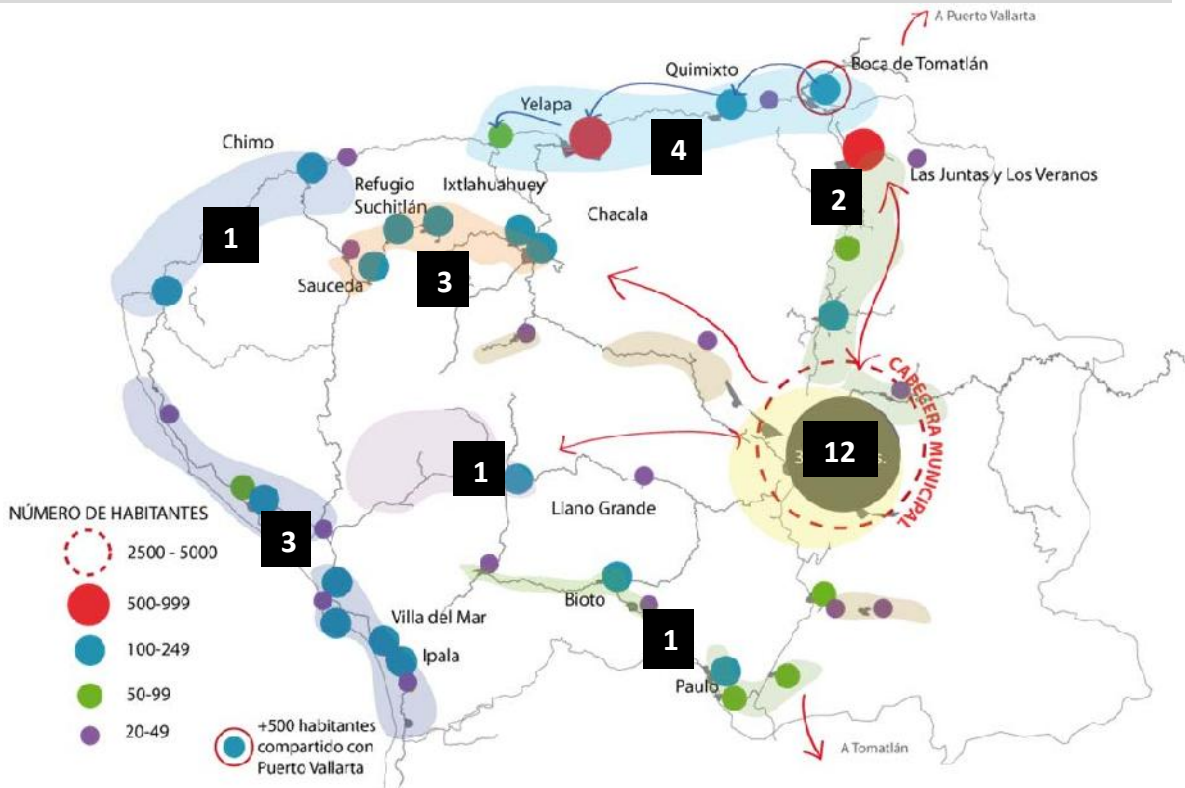 A Puerto Vallarta
Boca de Tomatlán
Quimixto
Yelapa
4
Chimo
Las Juntas y Los Veranos
Refugio
Suchitlán
Ixtlahuahuey
2
Chacala
1
3
Sauceda
CABECERA MUNICIPAL
12
1
Llano Grande
NÚMERO DE HABITANTES
2500 - 5000
3
500-999
Bioto
Villa del Mar
100-249
1
Ipala
50-99
Paulo
20-49
+500 habitantes
compartido con
Puerto Vallarta
A Tomatlán